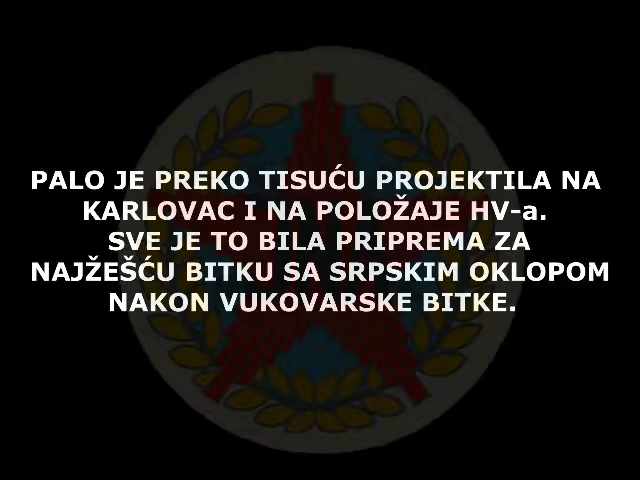 PALO JE PREKO TISUĆU PROJEKTILA NA
KARLOVAC I NA POLOŽAJE HV-a.
SVE JE TO BILA PRIPREMA ZA
NAJŽEŠĆU BITKU SA SRPSKIM OKLOPOM
NAKON VUKOVARSKE BITKE.